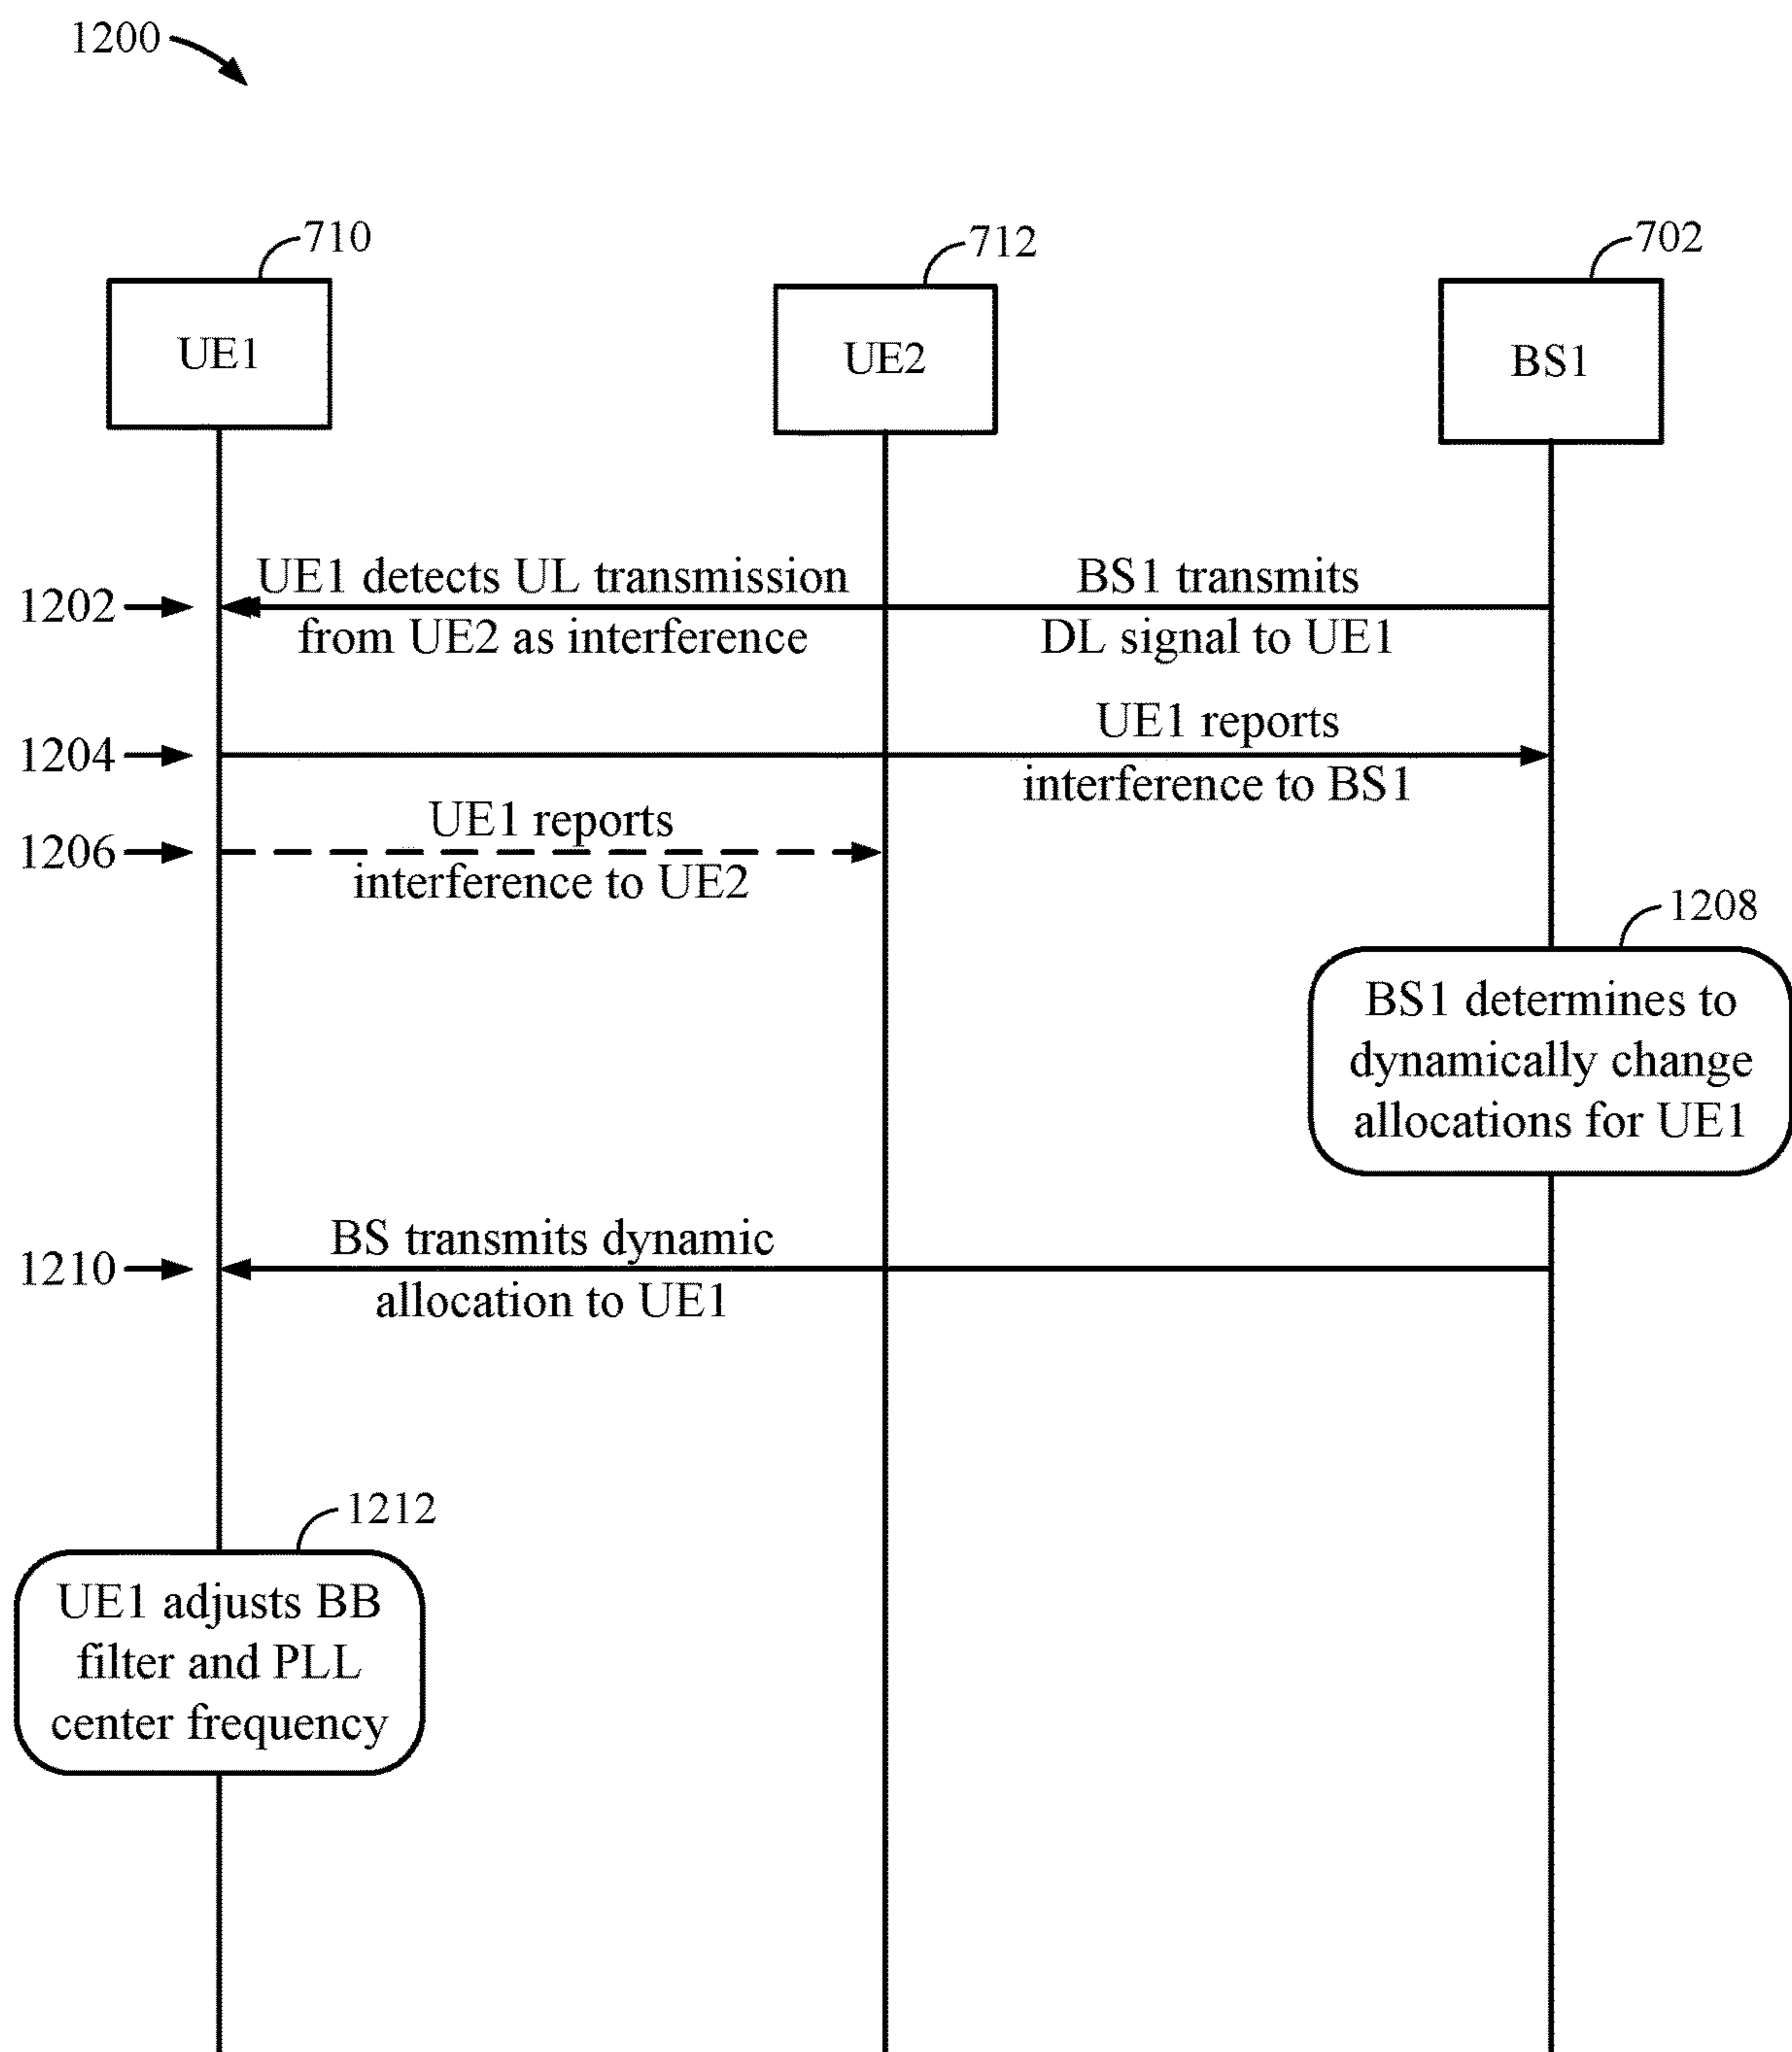 1200
710
712
702
UE1
UE2
BS1
1202
UE1 detects UL transmission
from UE2 as interference
BS1 transmits
DL signal to UE1
1204
UE1 reports
interference to BS1
1206
UE1 reports
interference to UE2
1208
BS1 determines to
dynamically change
allocations for UE1
1210
BS transmits dynamic
allocation to UE1
1212
UE1 adjusts BB
filter and PLL
center frequency